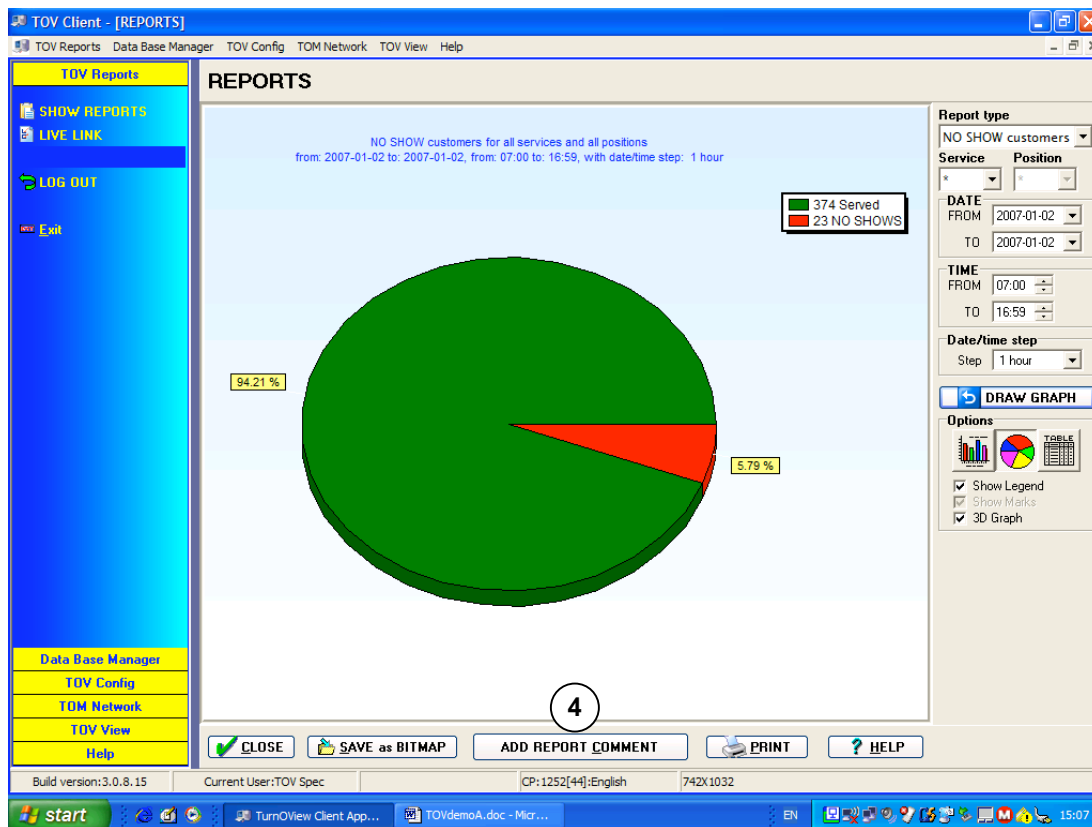 TOV Client - [REPORTS]
TOV Reports Data Base Manager TOV Config TOM Network TOV View Help
TOV Reports
SHOW REPORTS
LIVE LINK
LOG OUT
Exit
Data Base Manager
TOV Config
TOM Network
TOV View
Help
REPORTS
NO SHOW customers for all services and all positions
from: 2007-01-02 to: 2007-01-02, from: 07:00 to: 16:59, with date/time step: 1 hour
374 Served
23 NO SHOWS
94.21 %
5.79 %
4
Report type
NO SHOW customers
Service Position
* *
DATE
FROM 2007-01-02
TO 2007-01-02
TIME
FROM 07:00
TO 16:59
Date/time step
Step 1 hour
DRAW GRAPH
Options
TABLE
Show Legend
Show Marks
3D Graph
CLOSE SAVE as BITMAP ADD REPORT COMMENT PRINT ? HELP
Build version:3.0.8.15 Current User:TOV Spec CP:1252[44]:English 742X1032
start TurnOView Client App... TOVdemoA.doc - Micr... EN 15:07